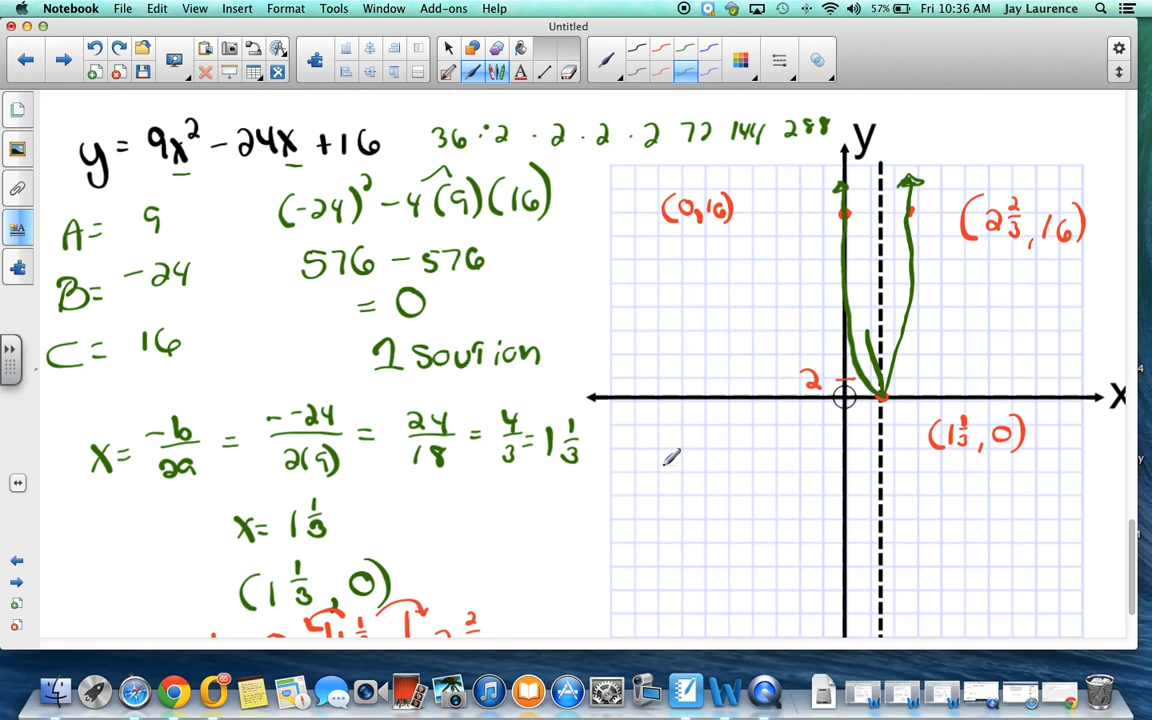 Notebook File Edit View Insert Format Tools Window Add-ons Help 57% Fri 10:36 AM Jay Laurence
Untitled
y = 9x² - 24x + 16
36 · 2 · 2 · 2 · 2 72 144 288
A = 9
B = -24
C = 16
(-24)² - 4(9)(16)
576 - 576
= 0
1 Soution
x = -b/2a = - -24/2(9) = 24/18 = 4/3 = 1 1/3
x = 1 1/3
(1 1/3, 0)
y
(0,16)
(2 2/3, 16)
2
x
(1 1/3, 0)
65